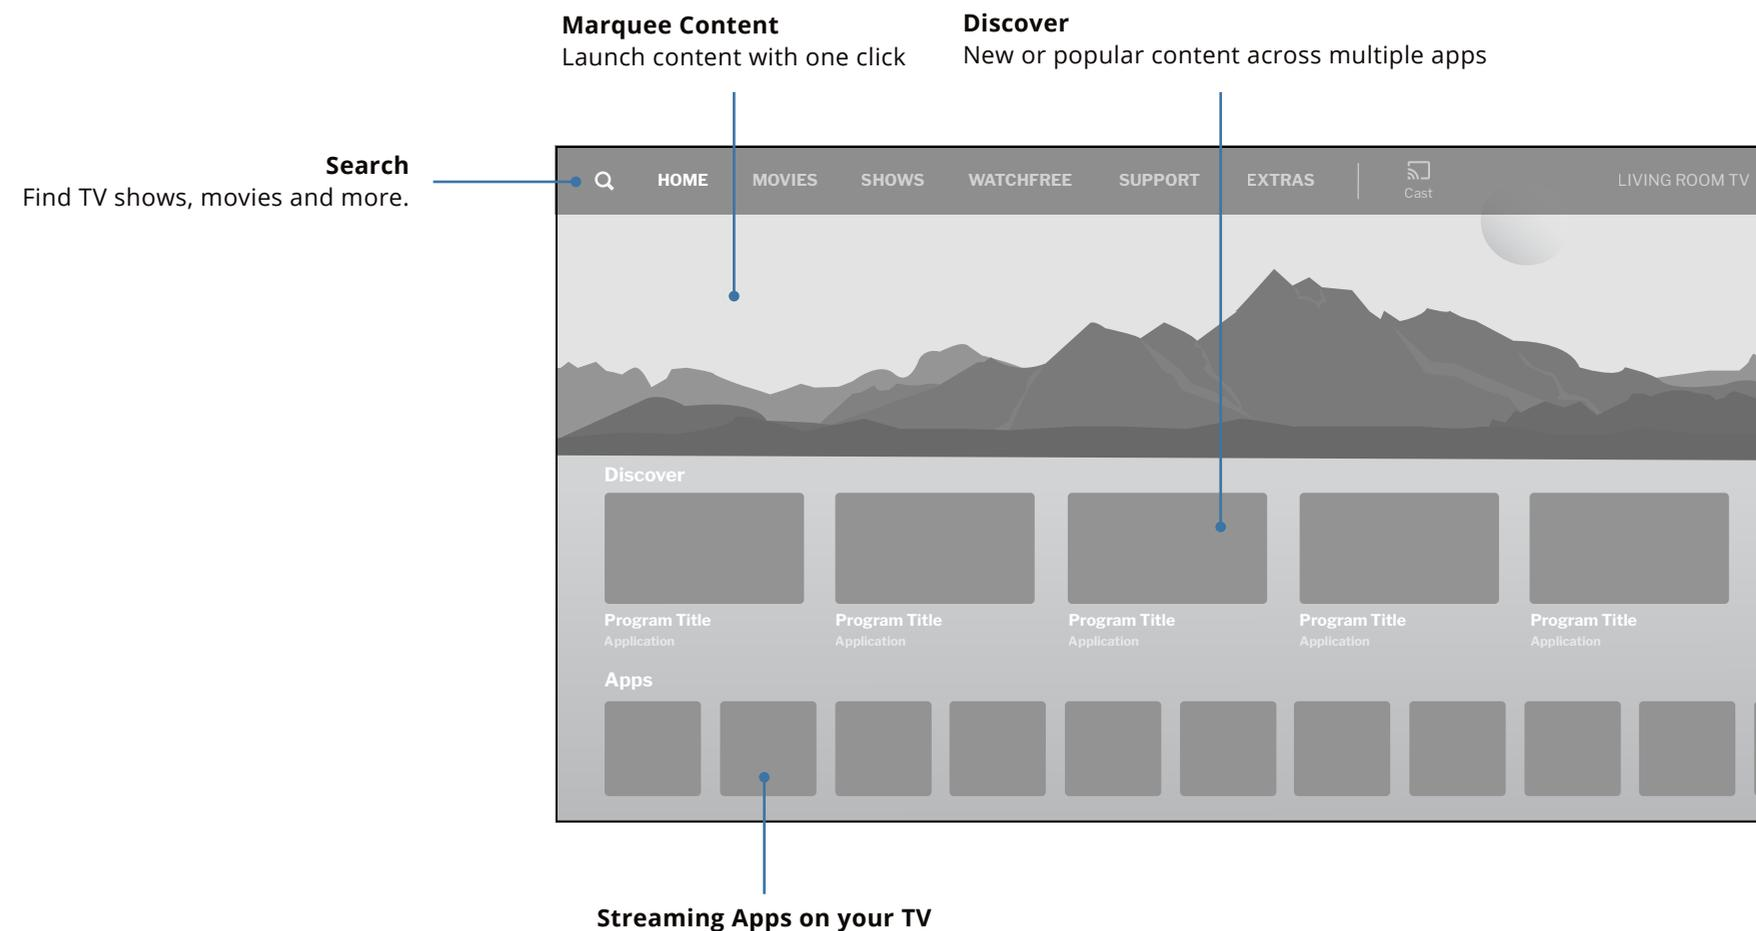 Marquee Content
Launch content with one click
Discover
New or popular content across multiple apps
Search
Find TV shows, movies and more.
HOME MOVIES SHOWS WATCHFREE SUPPORT EXTRAS Cast LIVING ROOM TV
Discover
Program Title Program Title Program Title Program Title Program Title
Application Application Application Application Application
Apps
Streaming Apps on your TV